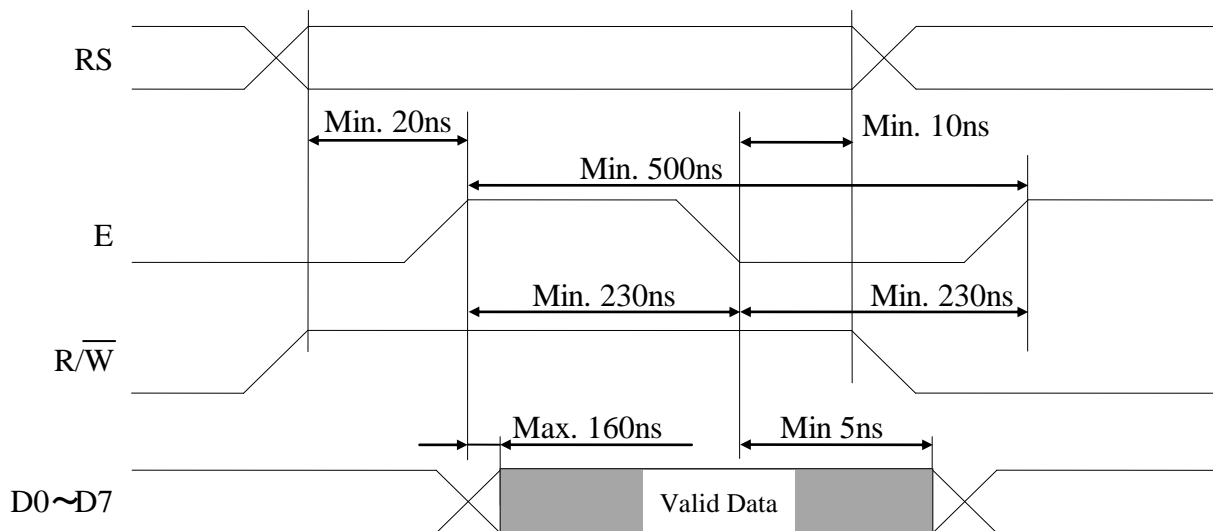 RS
Min. 20ns
Min. 10ns
Min. 500ns
E
Min. 230ns
Min. 230ns
R/W̅
Max. 160ns
Min 5ns
D0~D7
Valid Data